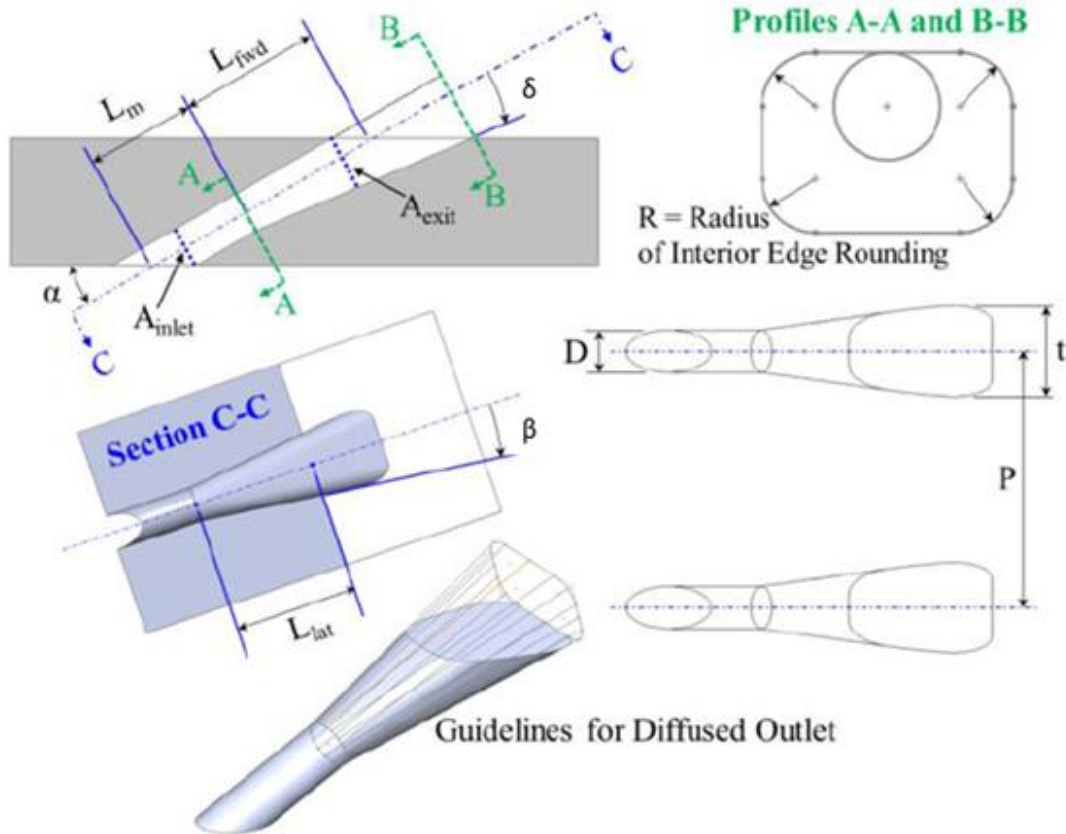 Profiles A-A and B-B
B
C
L_fwd
δ
L_m
A
A_exit
B
R = Radius
of Interior Edge Rounding
α
A_inlet
A
C
D
t
Section C-C
β
P
L_lat
Guidelines for Diffused Outlet